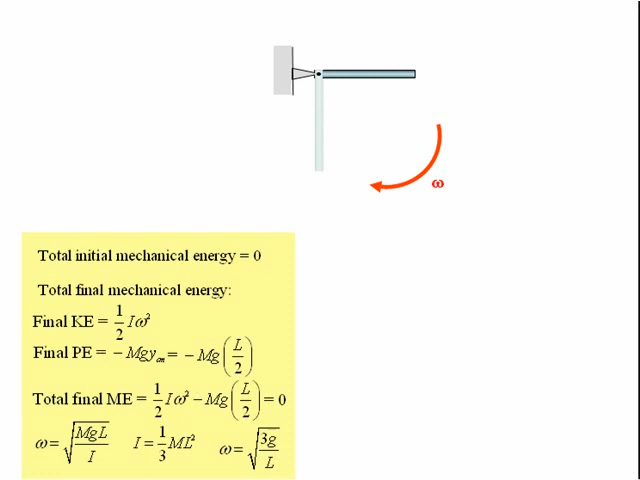 ω
Total initial mechanical energy = 0
Total final mechanical energy:
Final KE = 1/2 Iω²
Final PE = − Mgy_cm = − Mg(L/2)
Total final ME = 1/2 Iω² − Mg(L/2) = 0
ω = √(MgL/I) I = 1/3 ML² ω = √(3g/L)